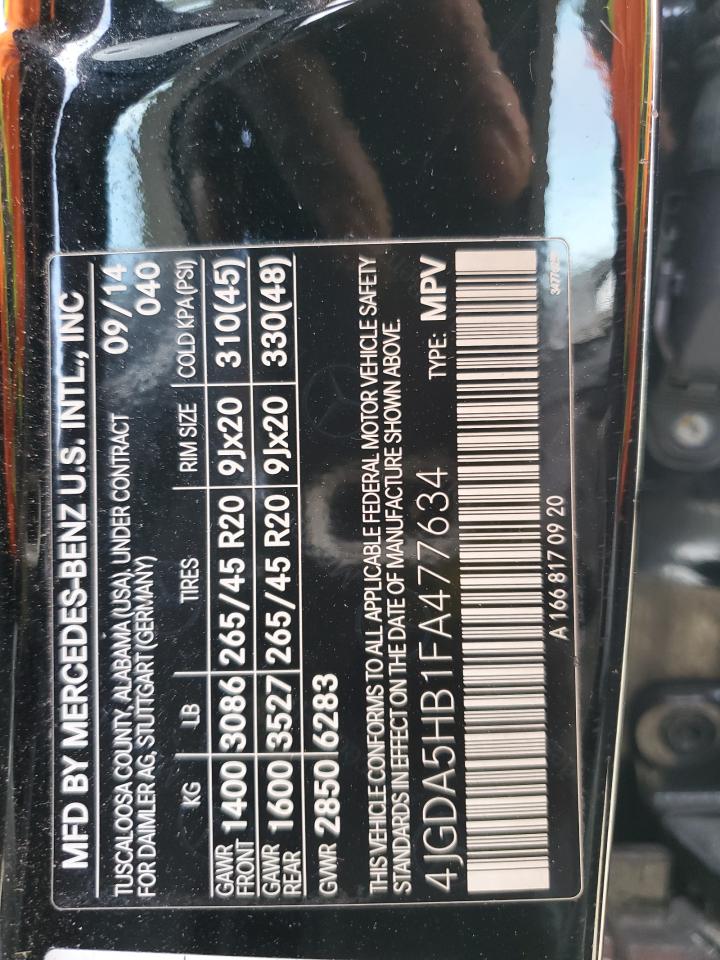 MFD BY MERCEDES-BENZ U.S. INTL., INC
TUSCALOOSA COUNTY, ALABAMA (USA), UNDER CONTRACT 09/14
FOR DAIMLER AG, STUTTGART (GERMANY) 040
KG LB TIRES RIM SIZE COLD KPA(PSI)
GAWR FRONT 1400 3086 265/45 R20 9Jx20 310(45)
GAWR REAR 1600 3527 265/45 R20 9Jx20 330(48)
GVWR 2850 6283
THIS VEHICLE CONFORMS TO ALL APPLICABLE FEDERAL MOTOR VEHICLE SAFETY
STANDARDS IN EFFECT ON THE DATE OF MANUFACTURE SHOWN ABOVE.
4JGDA5HB1FA477634 TYPE: MPV
A 166 817 09 20